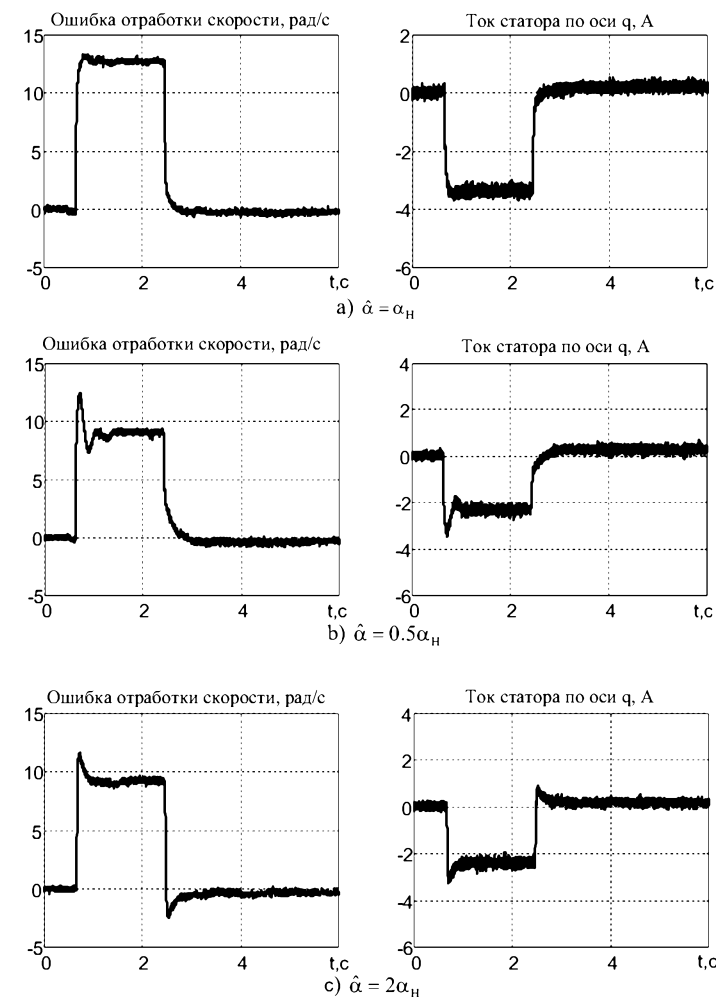 Ошибка отработки скорости, рад/с
Ток статора по оси q, А
15
10
5
0
-5
0 2 4 t,c
2
0
-2
-4
-6
0 2 4 t,c
a) α̂ = αн
Ошибка отработки скорости, рад/с
Ток статора по оси q, А
15
10
5
0
-5
0 2 4 t,c
4
2
0
-2
-4
-6
0 2 4 t,c
b) α̂ = 0.5αн
Ошибка отработки скорости, рад/с
Ток статора по оси q, А
15
10
5
0
-5
0 2 4 t,c
4
2
0
-2
-4
-6
0 2 4 t,c
c) α̂ = 2αн